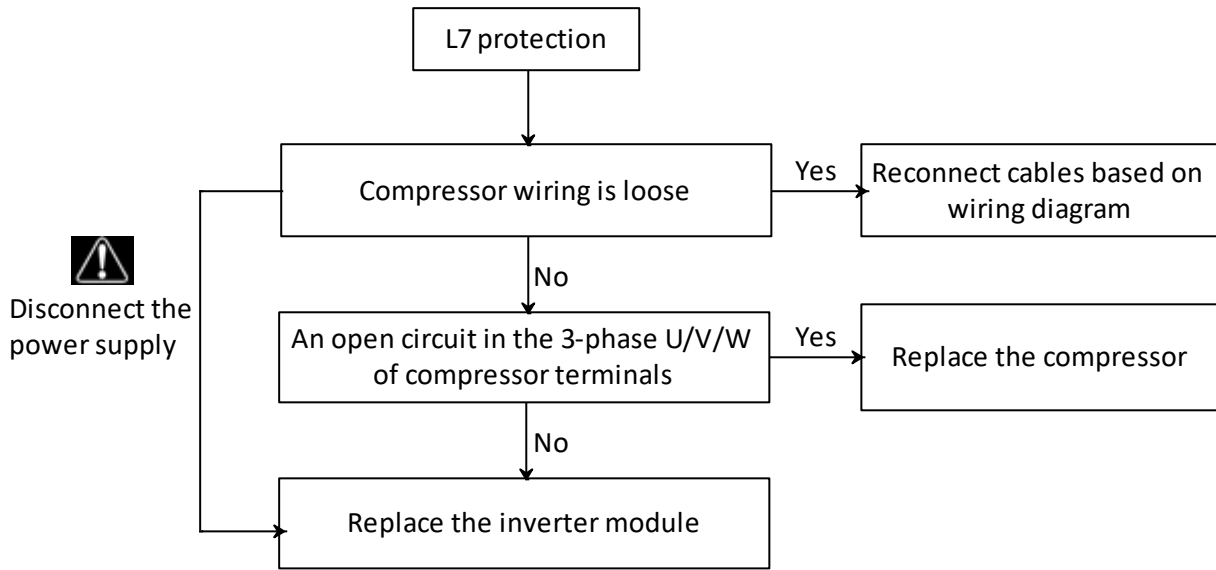 L7 protection
Compressor wiring is loose
Yes
Reconnect cables based on
wiring diagram
No
Disconnect the
power supply
An open circuit in the 3-phase U/V/W
of compressor terminals
Yes
Replace the compressor
No
Replace the inverter module